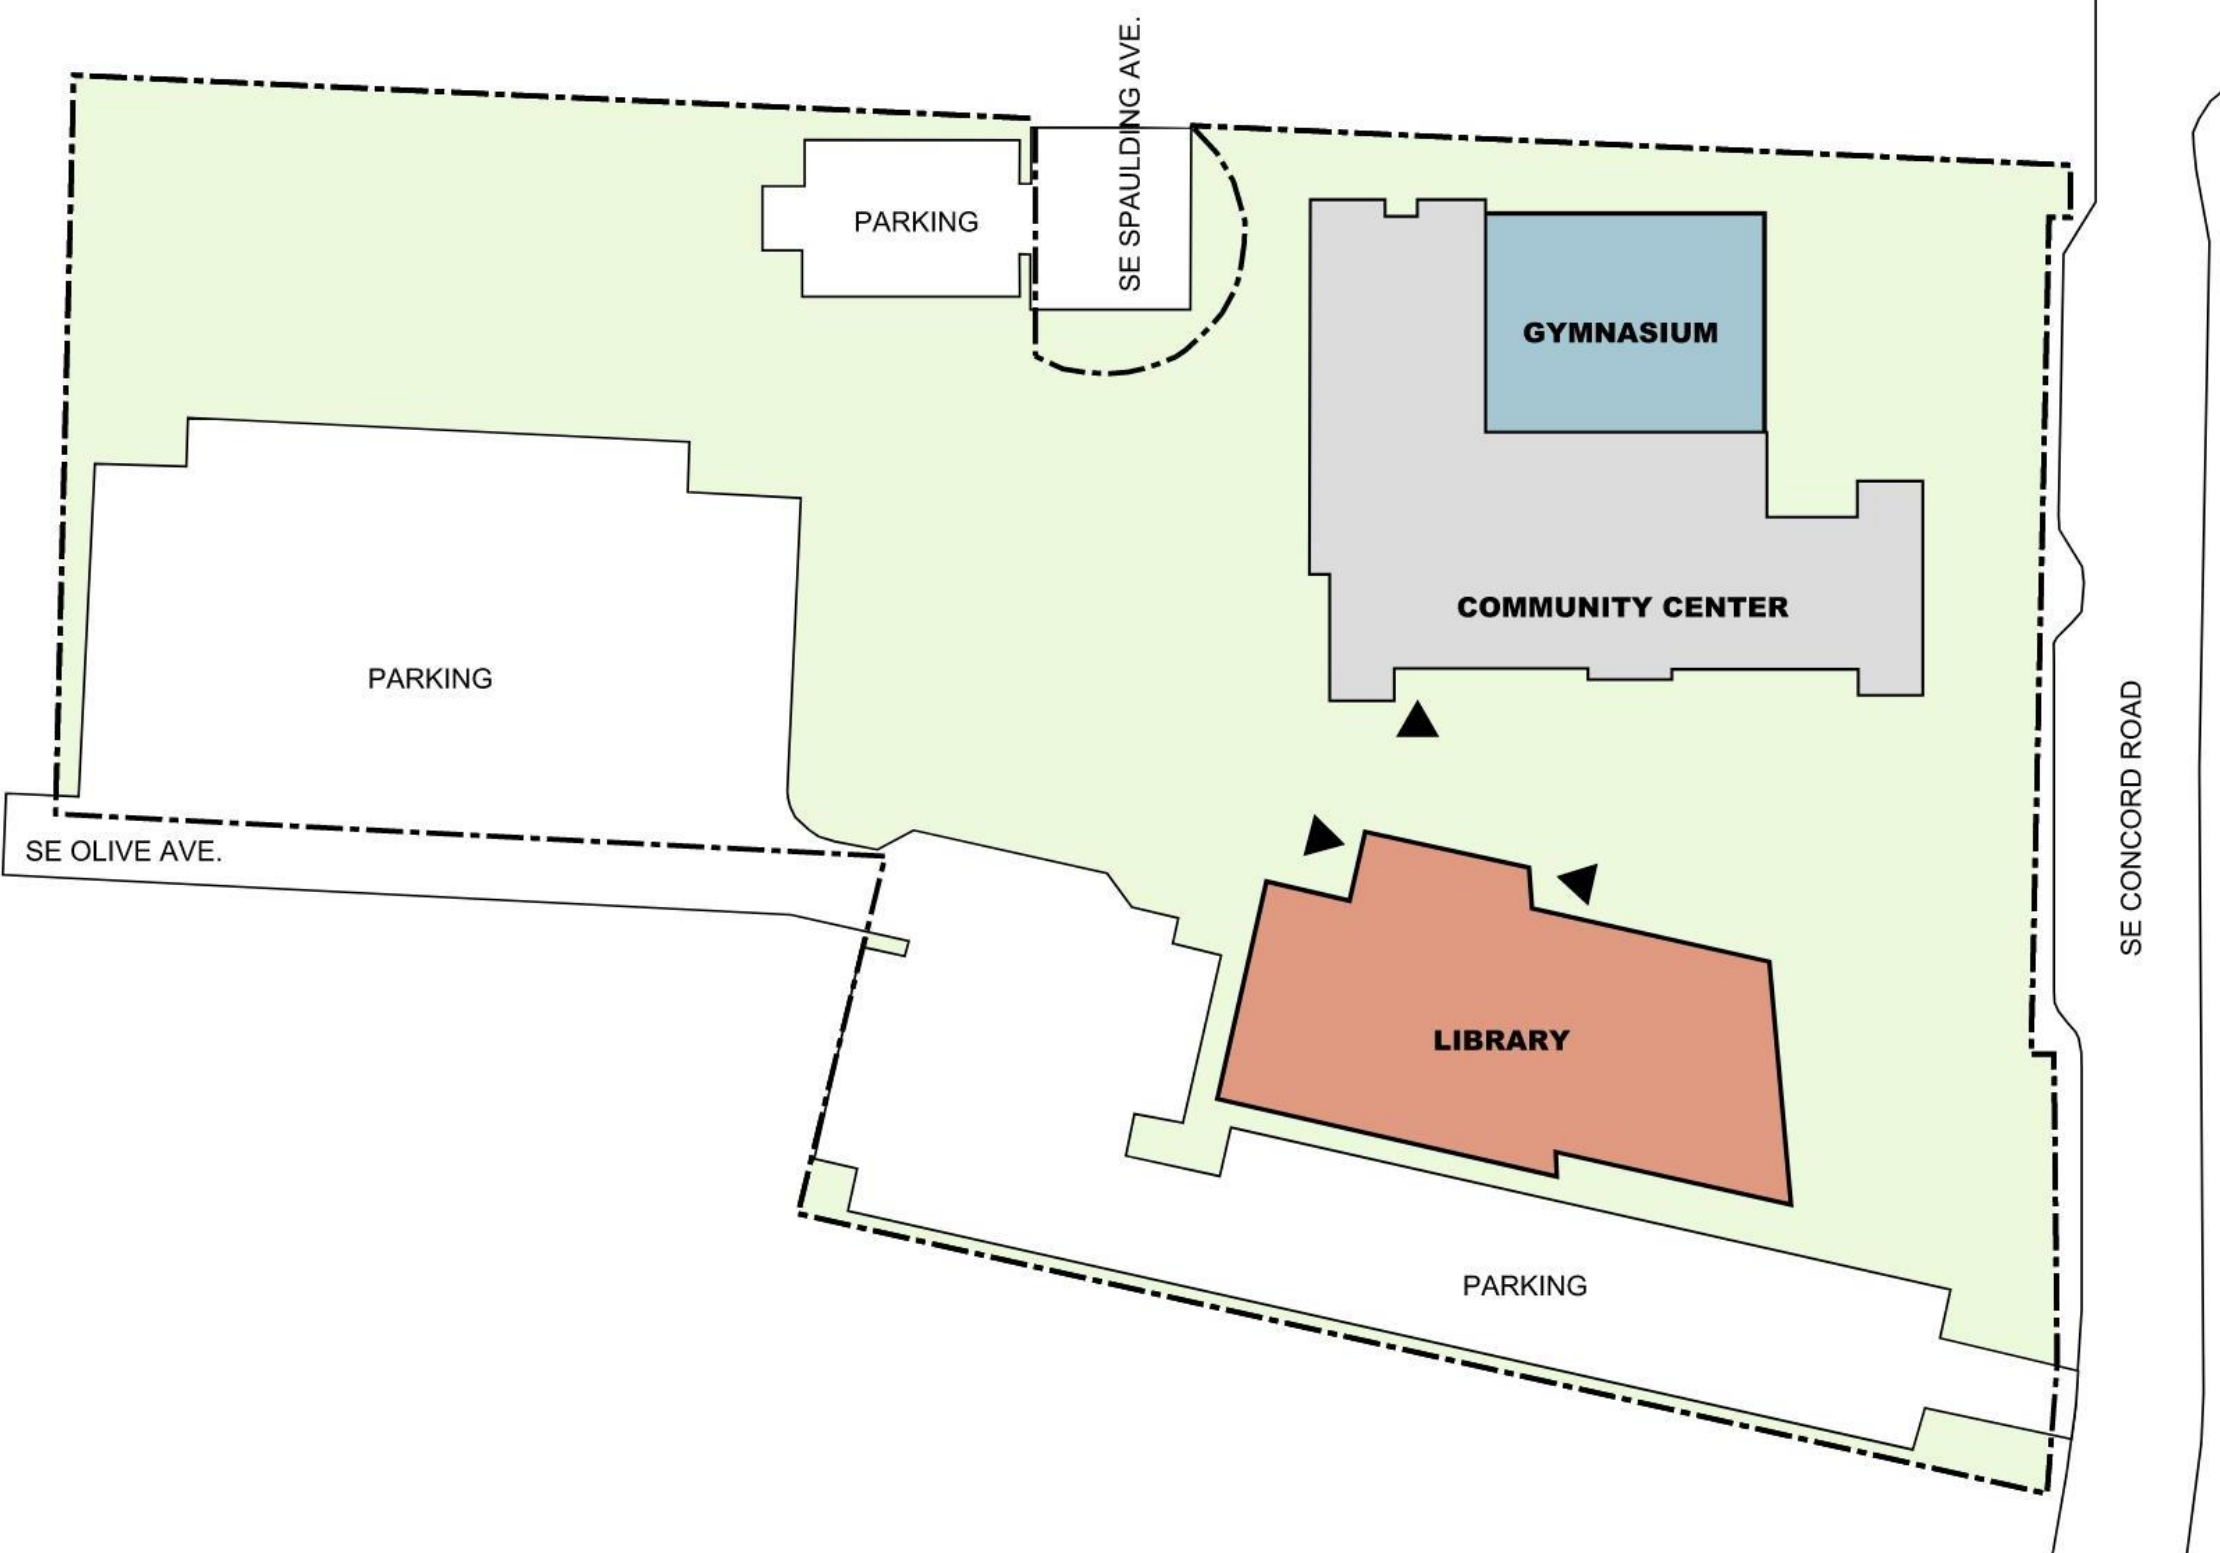 SE SPAULDING AVE.
PARKING
GYMNASIUM
COMMUNITY CENTER
PARKING
SE CONCORD ROAD
SE OLIVE AVE.
LIBRARY
PARKING